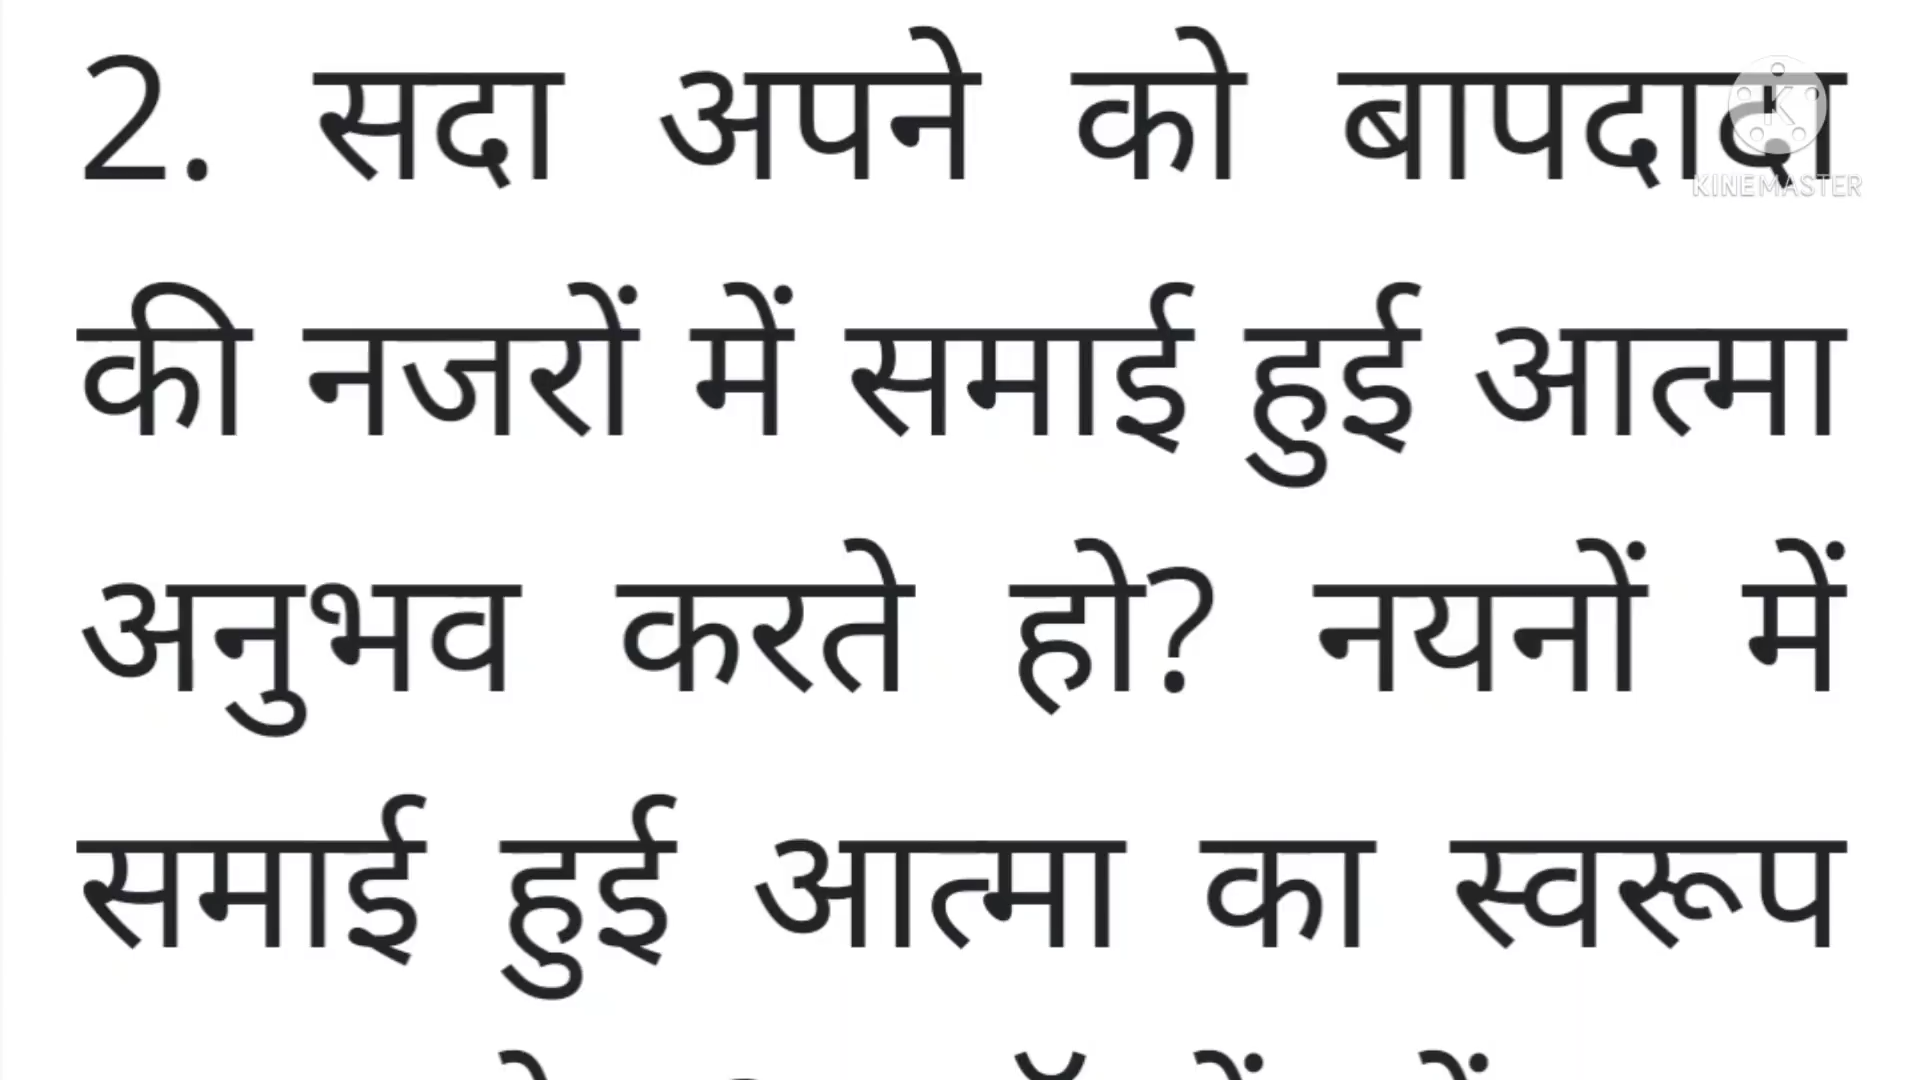 2. सदा अपने को बापदादा
KINEMASTER
की नजरों में समाई हुई आत्मा
अनुभव करते हो? नयनों में
समाई हुई आत्मा का स्वरूप